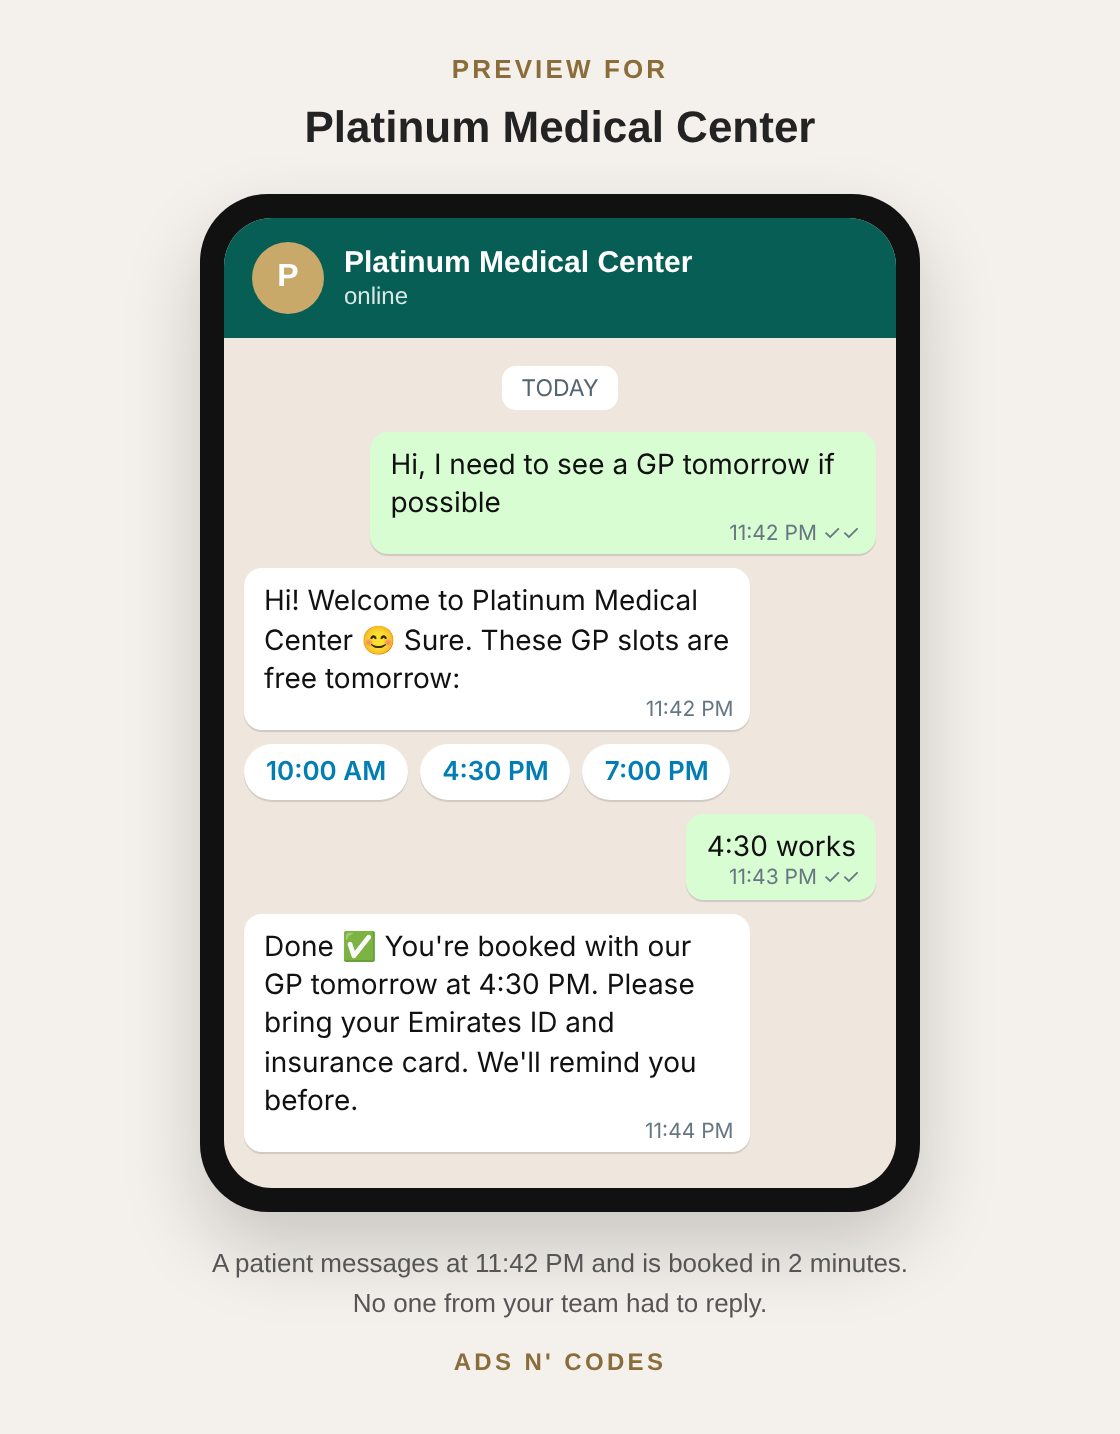 PREVIEW FOR
Platinum Medical Center
P
Platinum Medical Center
online
TODAY
Hi, I need to see a GP tomorrow if
possible
11:42 PM ✓✓
Hi! Welcome to Platinum Medical
Center 😊 Sure. These GP slots are
free tomorrow:
11:42 PM
10:00 AM 4:30 PM 7:00 PM
4:30 works
11:43 PM ✓✓
Done ✅ You're booked with our
GP tomorrow at 4:30 PM. Please
bring your Emirates ID and
insurance card. We'll remind you
before.
11:44 PM
A patient messages at 11:42 PM and is booked in 2 minutes.
No one from your team had to reply.
ADS N' CODES